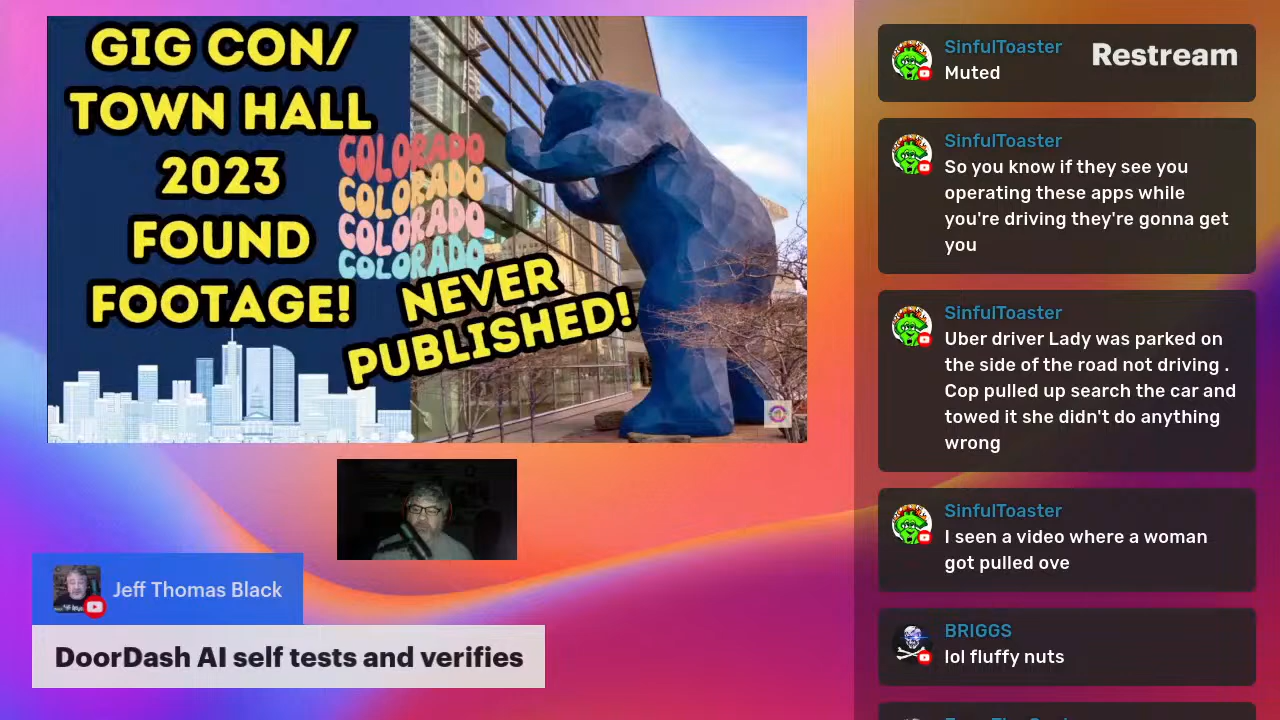 GIG CON/
TOWN HALL
2023
FOUND
FOOTAGE!
COLORADO
COLORADO
COLORADO
COLORADO
NEVER
PUBLISHED!
Jeff Thomas Black
DoorDash AI self tests and verifies
Restream
SinfulToaster
Muted
SinfulToaster
So you know if they see you
operating these apps while
you're driving they're gonna get
you
SinfulToaster
Uber driver Lady was parked on
the side of the road not driving .
Cop pulled up search the car and
towed it she didn't do anything
wrong
SinfulToaster
I seen a video where a woman
got pulled ove
BRIGGS
lol fluffy nuts